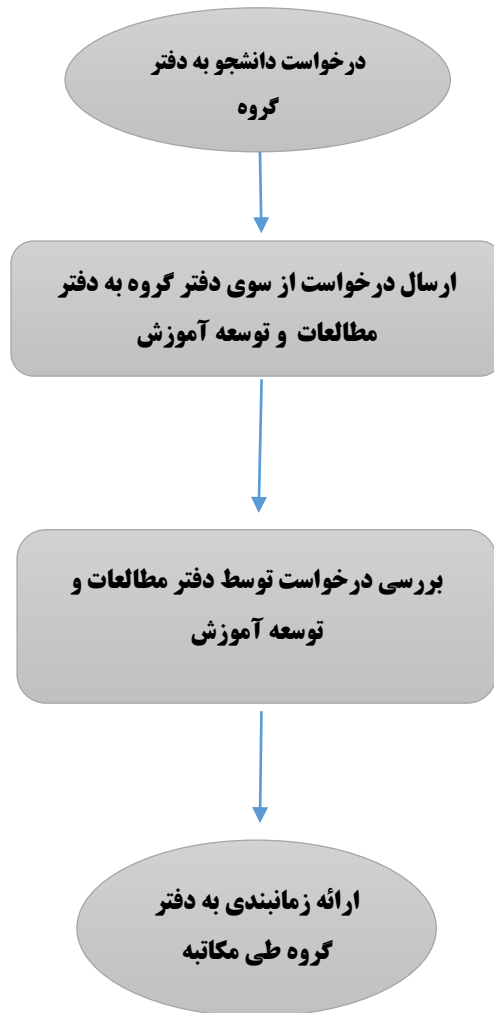 درخواست دانشجو به دفتر
گروه
ارسال درخواست از سوی دفتر گروه به دفتر
مطالعات و توسعه آموزش
بررسی درخواست توسط دفتر مطالعات و
توسعه آموزش
ارائه زمانبندی به دفتر
گروه طی مکاتبه